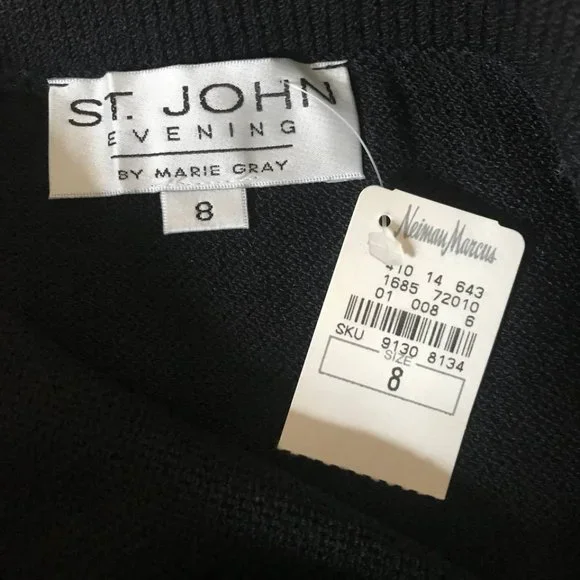 ST. JOHN
EVENING
BY MARIE GRAY
8
Neiman Marcus
410 14 643
1685 72010
01 008 6
SKU 9130 8134
SIZE
8